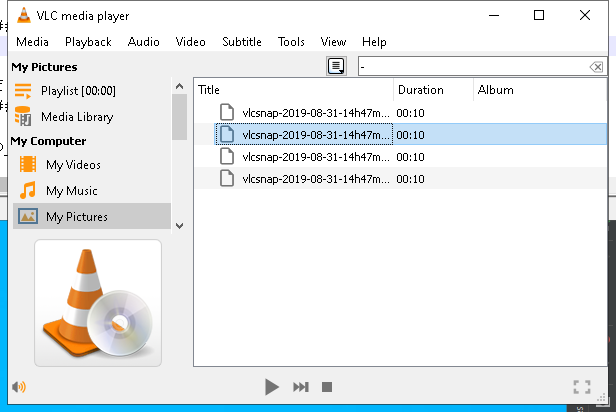 VLC media player
Media Playback Audio Video Subtitle Tools View Help
My Pictures
-
Playlist [00:00]
Media Library
My Computer
My Videos
My Music
My Pictures
Title Duration Album
vlcsnap-2019-08-31-14h47m... 00:10
vlcsnap-2019-08-31-14h47m... 00:10
vlcsnap-2019-08-31-14h47m... 00:10
vlcsnap-2019-08-31-14h47m... 00:10